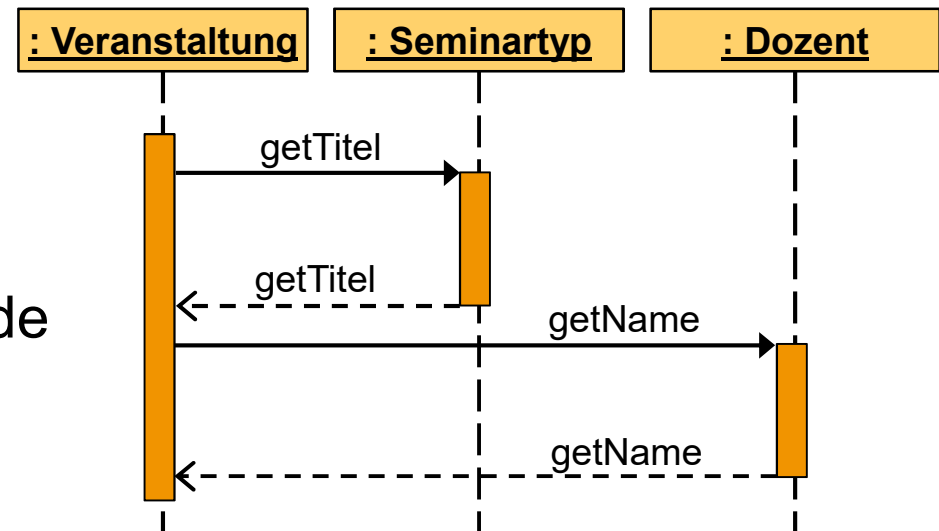 : Veranstaltung
: Seminartyp
: Dozent
getTitel
getTitel
de
getName
getName